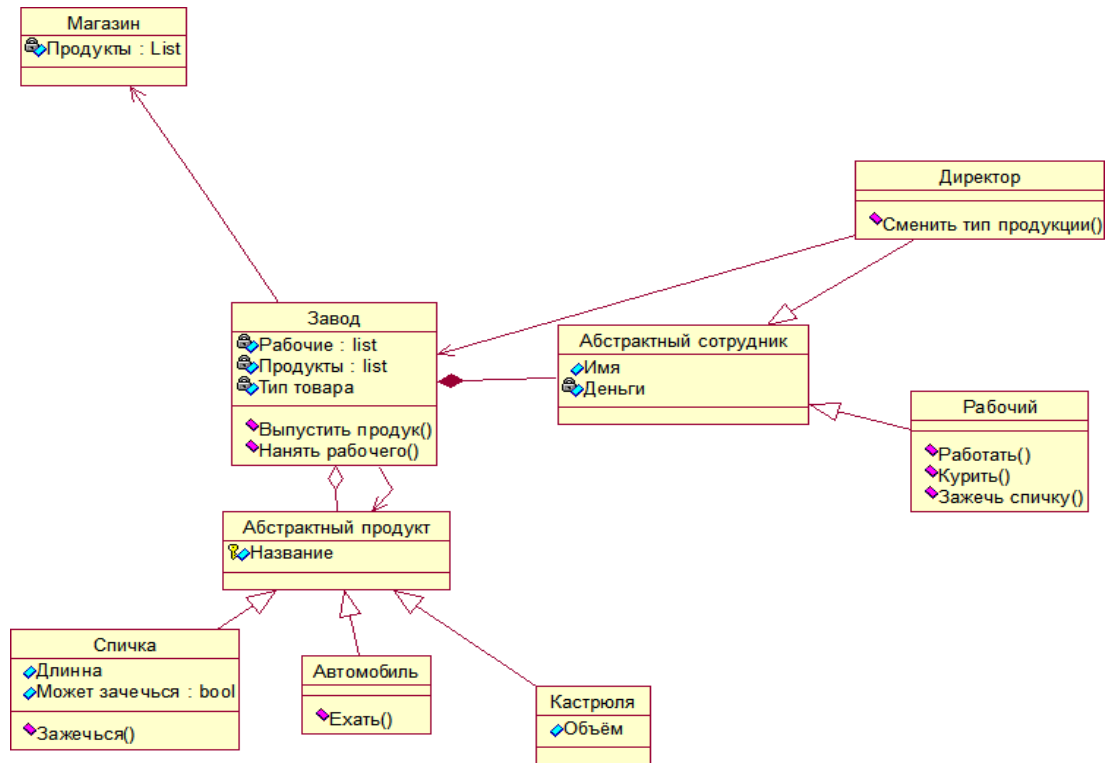 Магазин
Продукты : List
Директор
Сменить тип продукции()
Завод
Рабочие : list
Продукты : list
Тип товара
Выпустить продук()
Нанять рабочего()
Абстрактный сотрудник
Имя
Деньги
Рабочий
Работать()
Курить()
Зажечь спичку()
Абстрактный продукт
Название
Спичка
Длинна
Может зачечься : bool
Зажечься()
Автомобиль
Ехать()
Кастрюля
Объём